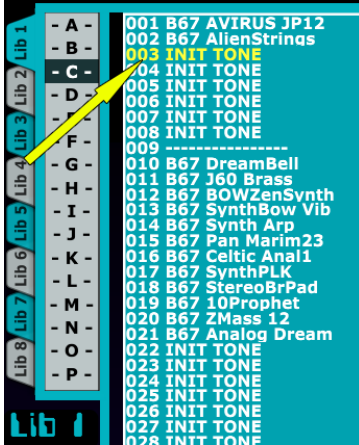 Lib 1
Lib 2
Lib 3
Lib 4
Lib 5
Lib 6
Lib 7
Lib 8
- A -
- B -
- C -
- D -
- F -
- G -
- H -
- I -
- J -
- K -
- L -
- M -
- N -
- O -
- P -
001 B67 AVIRUS JP12
002 B67 AlienStrings
003 INIT TONE
004 INIT TONE
005 INIT TONE
006 INIT TONE
007 INIT TONE
008 INIT TONE
009 ----------------
010 B67 DreamBell
011 B67 J60 Brass
012 B67 BOWZenSynth
013 B67 SynthBow Vib
014 B67 Synth Arp
015 B67 Pan Marim23
016 B67 Celtic Anal1
017 B67 SynthPLK
018 B67 StereoBrPad
019 B67 10Prophet
020 B67 ZMass 12
021 B67 Analog Dream
022 INIT TONE
023 INIT TONE
024 INIT TONE
025 INIT TONE
026 INIT TONE
027 INIT TONE
028 INIT TONE
Lib 1